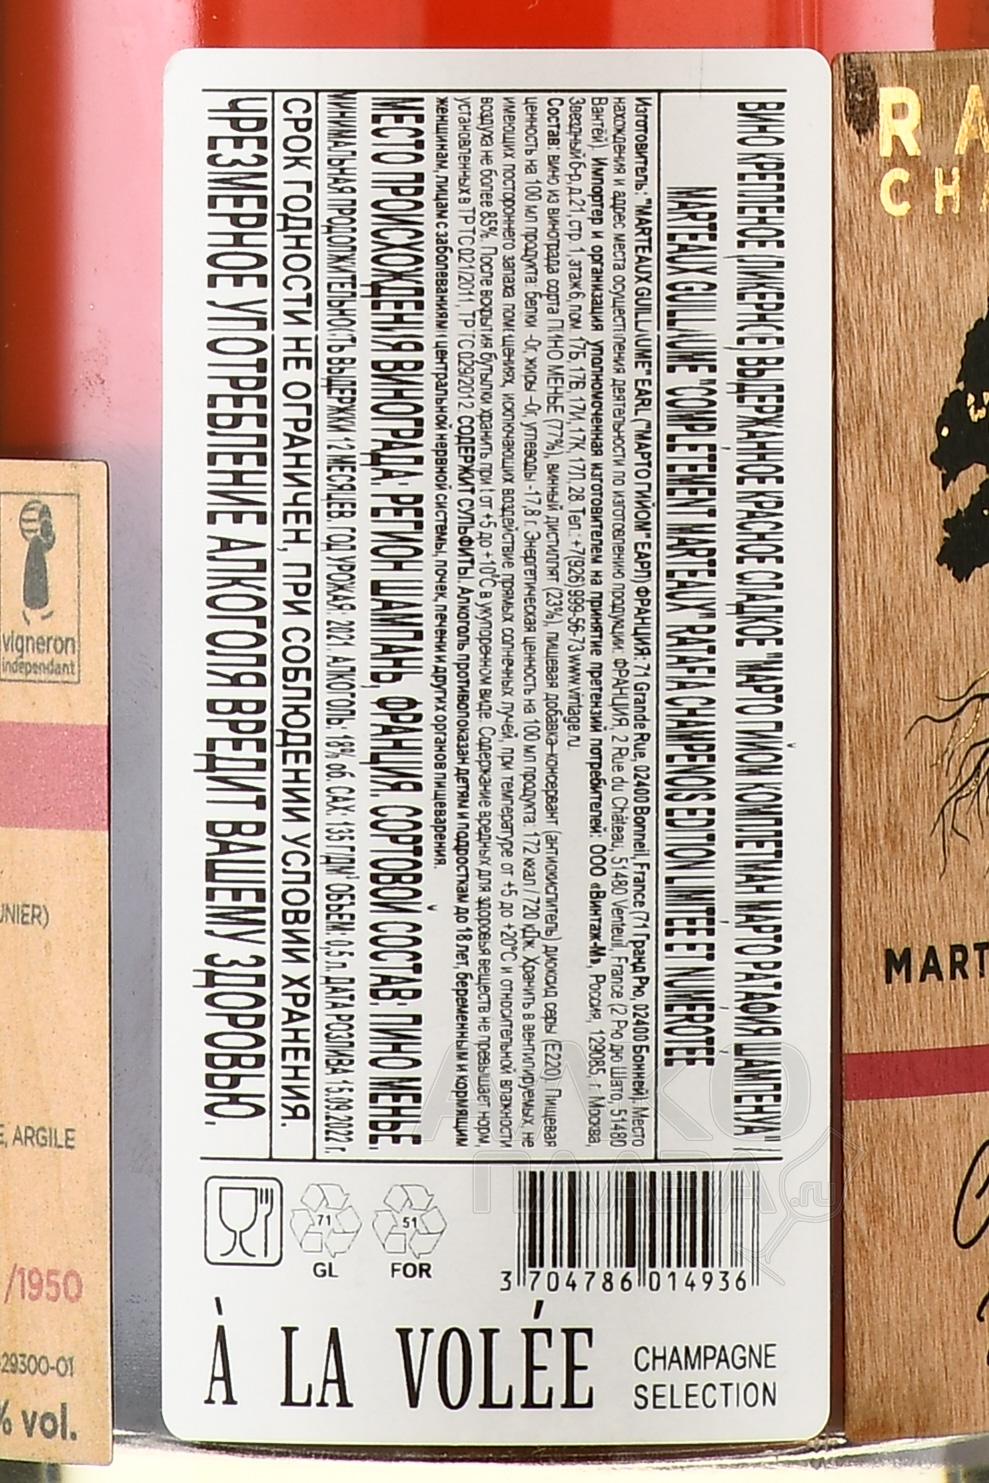 ВИНО КРЕПЛЕНОЕ (ЛИКЕРНОЕ) ВЫДЕРЖАННОЕ КРАСНОЕ СЛАДКОЕ "МАРТО ГИЙОМ КОМПЛЕТМАН МАРТО РАТАФИЯ ШАМПЕНУА"/
MARTEAUX GUILLAUME "COMPLETEMENT MARTEAUX" RATAFIA CHAMPENOIS EDITION LIMITEE ET NUMEROTEE
Изготовитель: "MARTEAUX GUILLAUME" EARL ("МАРТО ГИЙОМ" ЕАРЛ) ФРАНЦИЯ: 71 Grande Rue, 02400 Bonneil, France (71 Гранд Рю, 02400 Бонней). Место
нахождения и адрес места осуществления деятельности по изготовлению продукции: ФРАНЦИЯ, 2 Rue du Château, 51480 Venteuil, France (2 Рю дю Шато, 51480
Вантёй). Импортер и организация, уполномоченная изготовителем на принятие претензий потребителей: ООО «Винтаж-М», Россия, 129085, г. Москва,
Звездный б-р, д. 21, стр. 1, этаж 6, пом. 17Б, 17В, 17И, 17К, 17Л, 28. Тел.: +7(926)999-56-73 www.vintage.ru.
Состав: вино из винограда сорта ПИНО МЕНЬЕ (77%), винный дистиллят (23%), пищевая добавка–консервант (антиокислитель) диоксид серы (Е220). Пищевая
ценность на 100 мл продукта: белки -0г, жиры -0г, углеводы -17,8 г. Энергетическая ценность на 100 мл продукта: 172 ккал / 720 кДж. Хранить в вентилируемых, не
имеющих постороннего запаха помещениях, исключающих воздействие прямых солнечных лучей, при температуре от +5 до +20°С и относительной влажности
воздуха не более 85%. После вскрытия бутылки хранить при t от +5 до +10°С в укупоренном виде. Содержание вредных для здоровья веществ не превышает норм,
установленных в ТР ТС 021/2011, ТР ТС 029/2012. СОДЕРЖИТ СУЛЬФИТЫ. Алкоголь противопоказан детям и подросткам до 18 лет, беременным и кормящим
женщинам, лицам с заболеваниями центральной нервной системы, почек, печени и других органов пищеварения.
МЕСТО ПРОИСХОЖДЕНИЯ ВИНОГРАДА: РЕГИОН ШАМПАНЬ, ФРАНЦИЯ. СОРТОВОЙ СОСТАВ: ПИНО МЕНЬЕ.
МИНИМАЛЬНАЯ ПРОДОЛЖИТЕЛЬНОСТЬ ВЫДЕРЖКИ 12 МЕСЯЦЕВ. ГОД УРОЖАЯ: 2021. АЛКОГОЛЬ: 18% об. САХ: 135 Г/ДМ³ ОБЪЕМ: 0,5 л. ДАТА РОЗЛИВА 15.09.2022 г.
СРОК ГОДНОСТИ НЕ ОГРАНИЧЕН, ПРИ СОБЛЮДЕНИИ УСЛОВИЙ ХРАНЕНИЯ.
ЧРЕЗМЕРНОЕ УПОТРЕБЛЕНИЕ АЛКОГОЛЯ ВРЕДИТ ВАШЕМУ ЗДОРОВЬЮ.
71
GL
51
FOR
3 704786 014936
À LA VOLÉE
CHAMPAGNE
SELECTION
vigneron
indépendant
UNIER)
E, ARGILE
/1950
29300-01
% vol.
RA
CH
MART
АЛКО
ПЛАЗА.ru